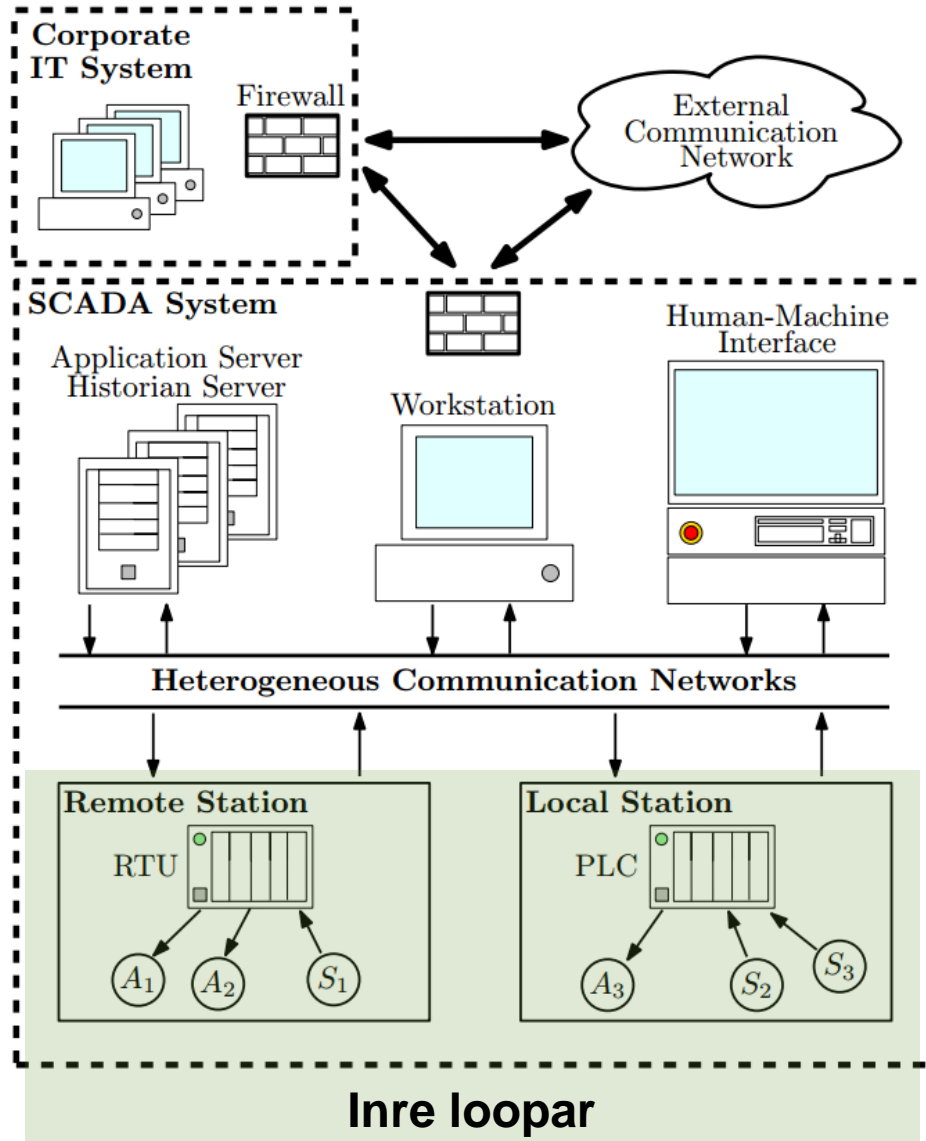 Corporate
IT System
Firewall
External
Communication
Network
SCADA System
Application Server
Historian Server
Workstation
Human-Machine
Interface
Heterogeneous Communication Networks
Remote Station
RTU
A₁
A₂
S₁
Local Station
PLC
A₃
S₂
S₃
Inre loopar